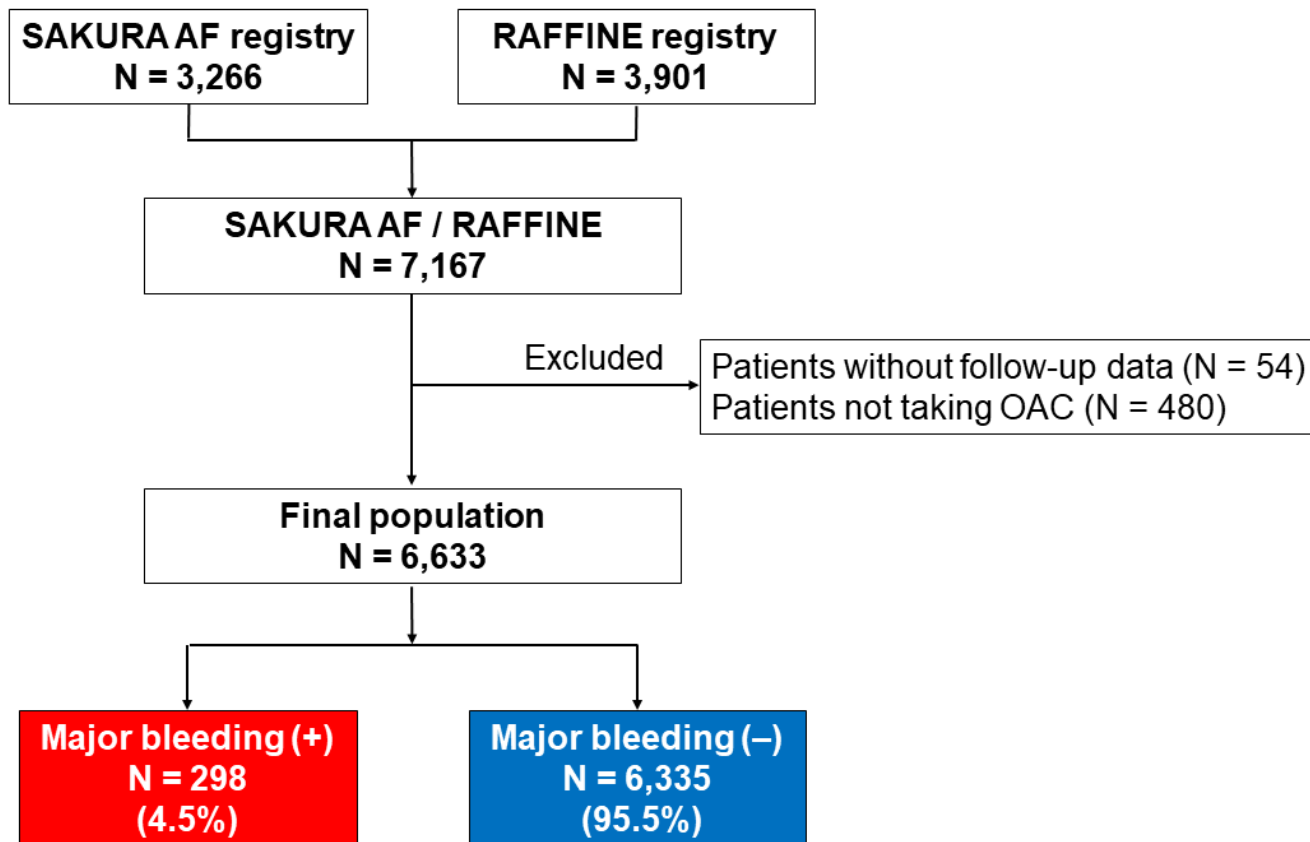 SAKURA AF registry
N = 3,266
RAFFINE registry
N = 3,901
SAKURA AF / RAFFINE
N = 7,167
Excluded
Patients without follow-up data (N = 54)
Patients not taking OAC (N = 480)
Final population
N = 6,633
Major bleeding (+)
N = 298
(4.5%)
Major bleeding (–)
N = 6,335
(95.5%)